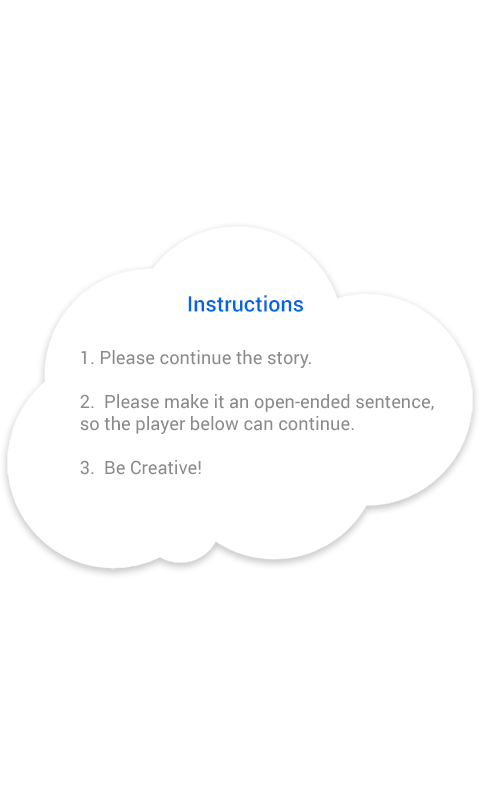 Instructions
1. Please continue the story.
2.  Please make it an open-ended sentence,
so the player below can continue.
3.  Be Creative!